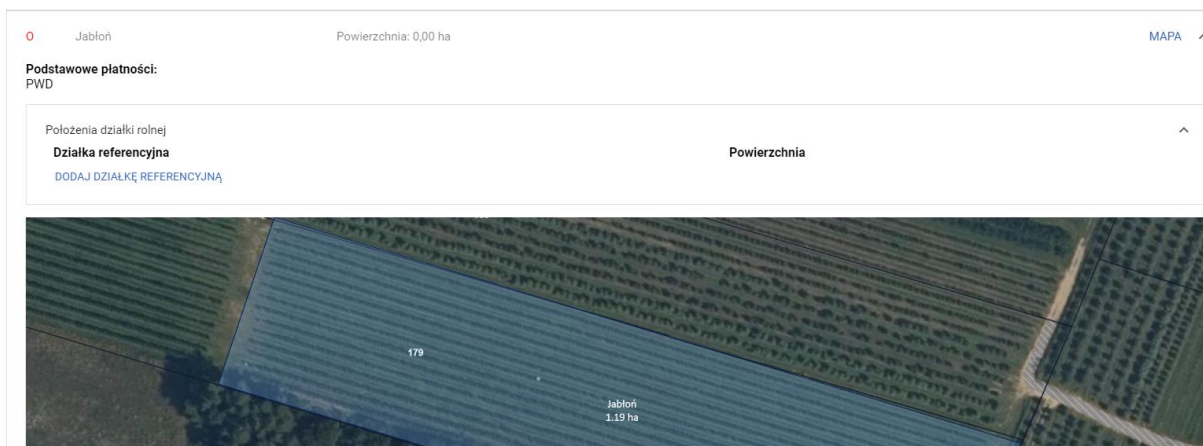 O Jabłoń Powierzchnia: 0,00 ha MAPA
Podstawowe płatności:
PWD
Położenia działki rolnej
Działka referencyjna Powierzchnia
DODAJ DZIAŁKĘ REFERENCYJNĄ
179
Jabłoń
1.19 ha